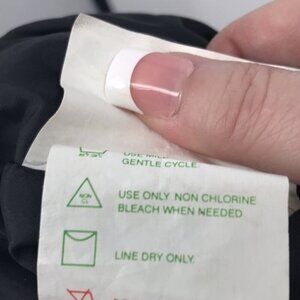 GENTLE CYCLE.
USE ONLY NON CHLORINE
BLEACH WHEN NEEDED
LINE DRY ONLY.